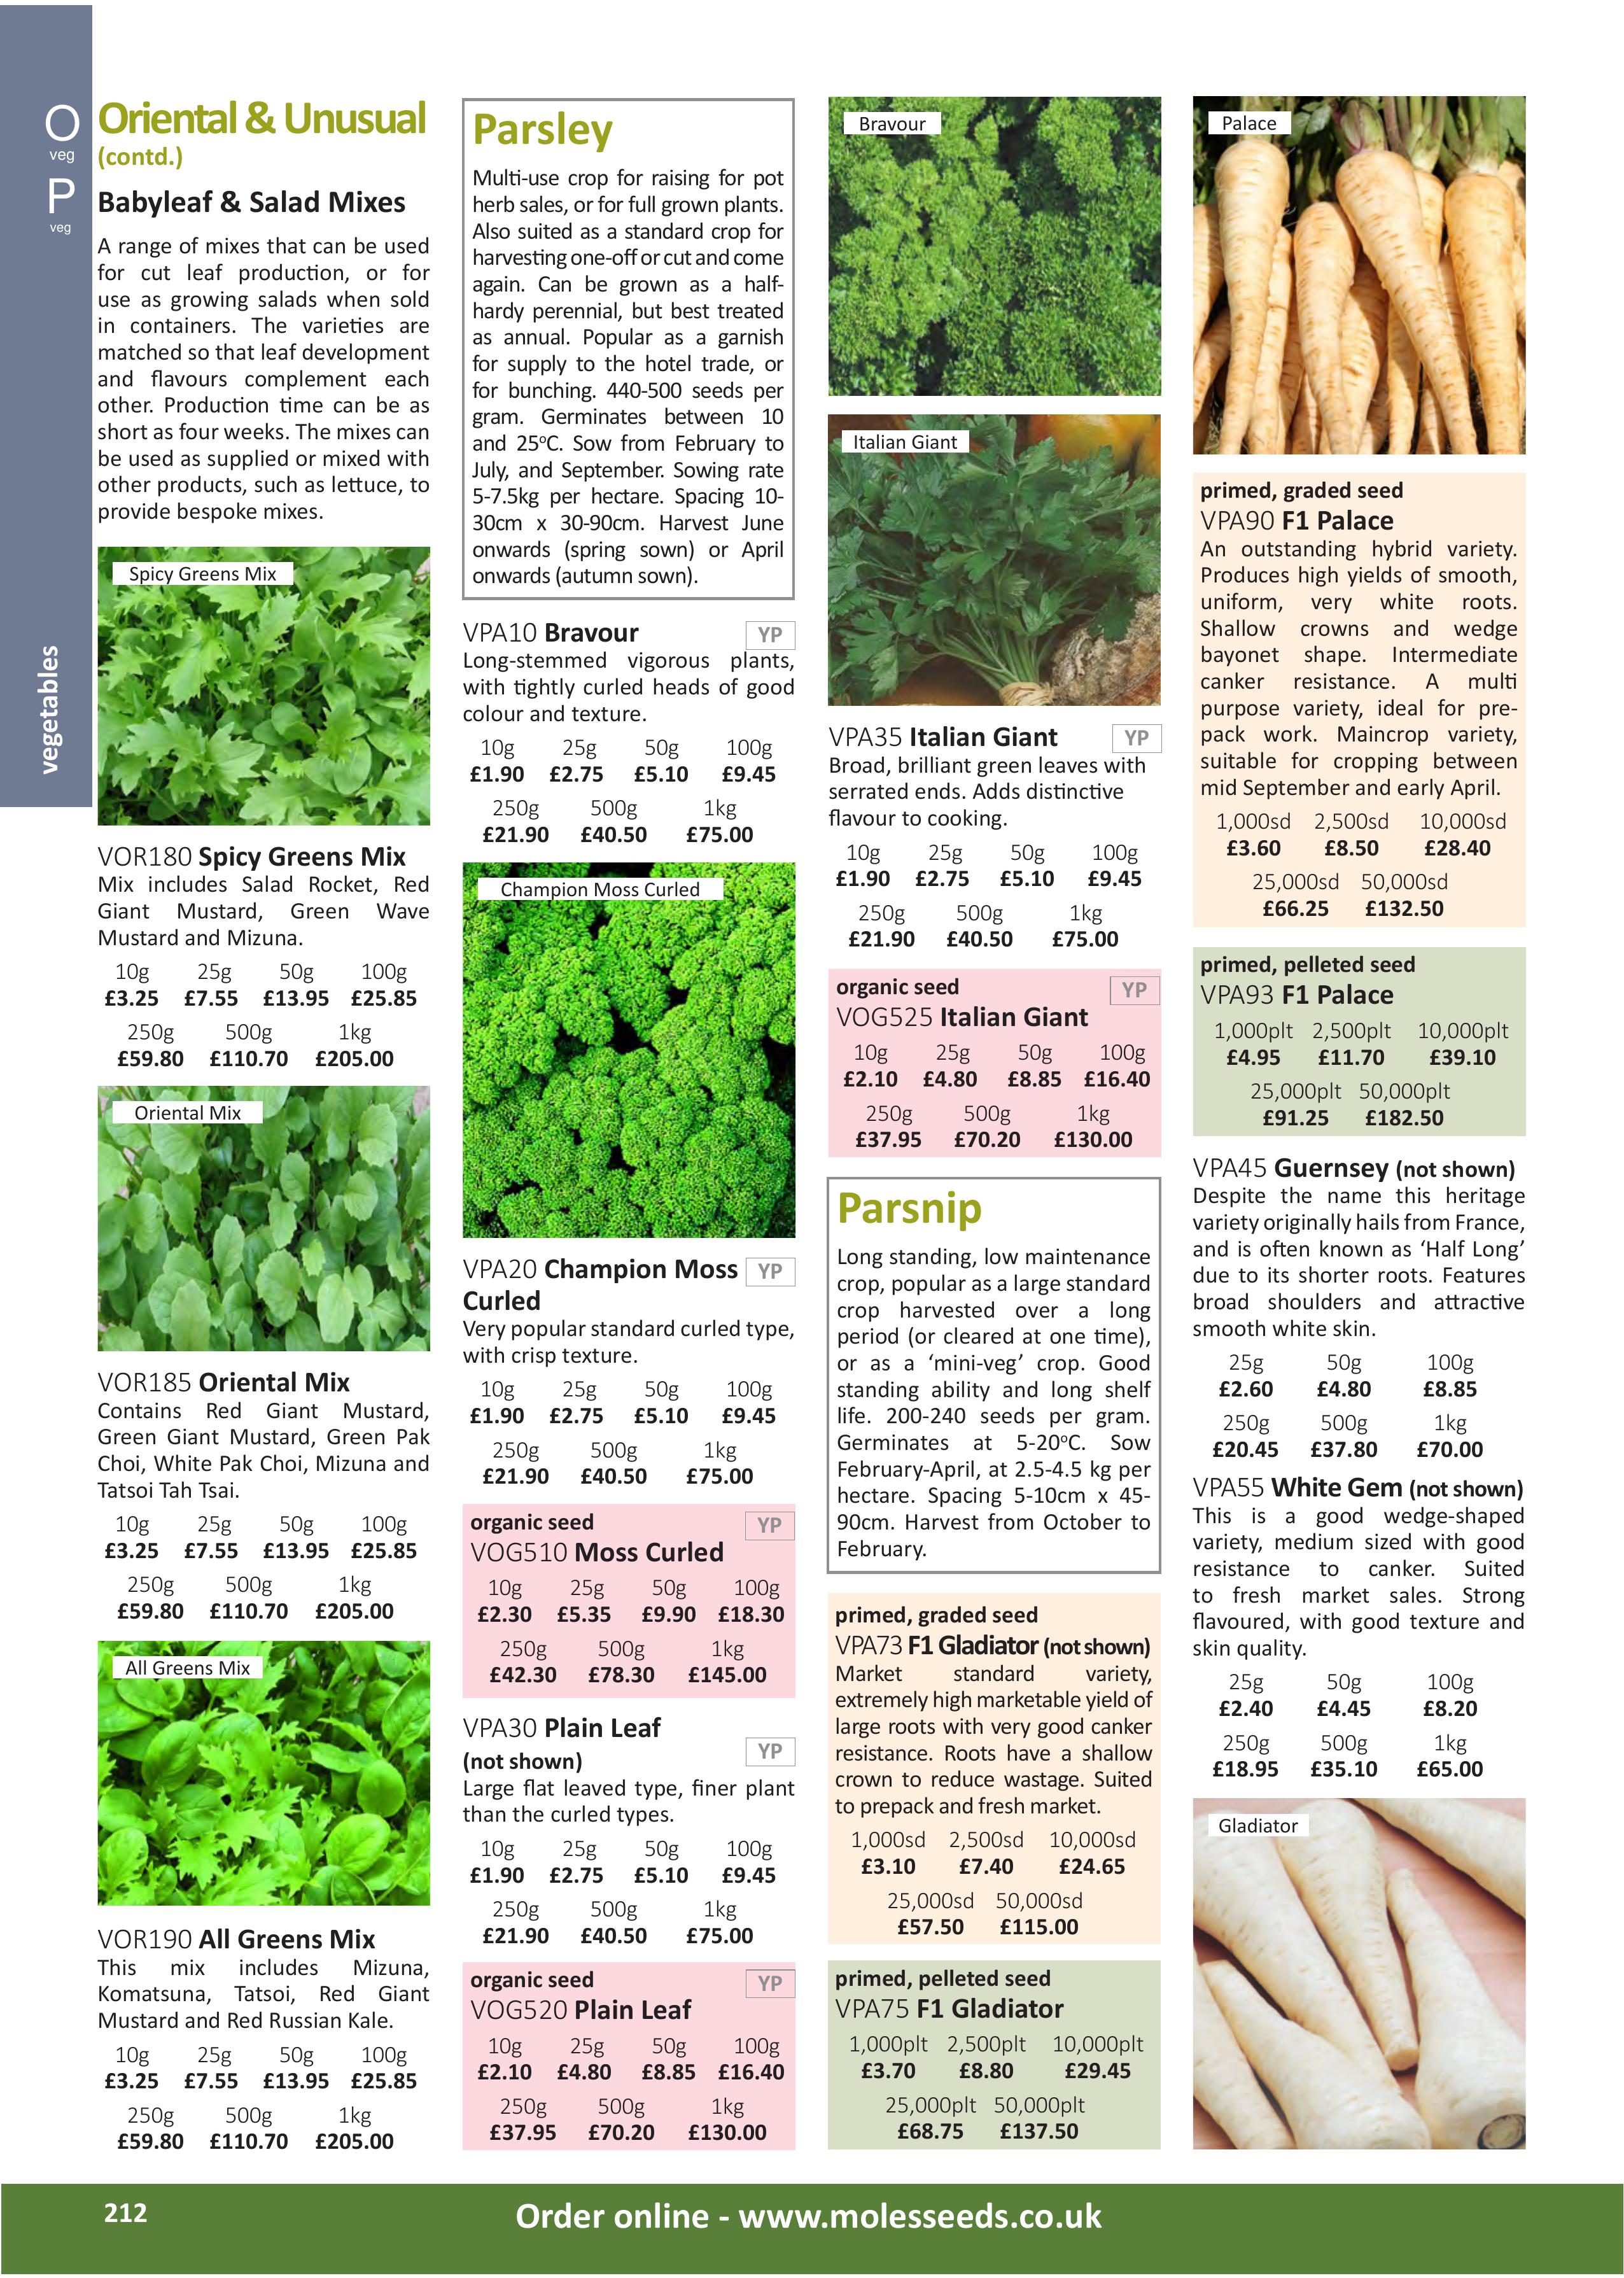 O
veg
P
veg
vegetables
Oriental & Unusual
(contd.)
Babyleaf & Salad Mixes
A range of mixes that can be used
for cut leaf production, or for
use as growing salads when sold
in containers. The varieties are
matched so that leaf development
and flavours complement each
other. Production time can be as
short as four weeks. The mixes can
be used as supplied or mixed with
other products, such as lettuce, to
provide bespoke mixes.
Spicy Greens Mix
VOR180 Spicy Greens Mix
Mix includes Salad Rocket, Red
Giant Mustard, Green Wave
Mustard and Mizuna.
10g 25g 50g 100g
£3.25 £7.55 £13.95 £25.85
250g 500g 1kg
£59.80 £110.70 £205.00
Oriental Mix
VOR185 Oriental Mix
Contains Red Giant Mustard,
Green Giant Mustard, Green Pak
Choi, White Pak Choi, Mizuna and
Tatsoi Tah Tsai.
10g 25g 50g 100g
£3.25 £7.55 £13.95 £25.85
250g 500g 1kg
£59.80 £110.70 £205.00
All Greens Mix
VOR190 All Greens Mix
This mix includes Mizuna,
Komatsuna, Tatsoi, Red Giant
Mustard and Red Russian Kale.
10g 25g 50g 100g
£3.25 £7.55 £13.95 £25.85
250g 500g 1kg
£59.80 £110.70 £205.00
Parsley
Multi-use crop for raising for pot
herb sales, or for full grown plants.
Also suited as a standard crop for
harvesting one-off or cut and come
again. Can be grown as a half-
hardy perennial, but best treated
as annual. Popular as a garnish
for supply to the hotel trade, or
for bunching. 440-500 seeds per
gram. Germinates between 10
and 25ºC. Sow from February to
July, and September. Sowing rate
5-7.5kg per hectare. Spacing 10-
30cm x 30-90cm. Harvest June
onwards (spring sown) or April
onwards (autumn sown).
VPA10 Bravour YP
Long-stemmed vigorous plants,
with tightly curled heads of good
colour and texture.
10g 25g 50g 100g
£1.90 £2.75 £5.10 £9.45
250g 500g 1kg
£21.90 £40.50 £75.00
Champion Moss Curled
VPA20 Champion Moss YP
Curled
Very popular standard curled type,
with crisp texture.
10g 25g 50g 100g
£1.90 £2.75 £5.10 £9.45
250g 500g 1kg
£21.90 £40.50 £75.00
organic seed YP
VOG510 Moss Curled
10g 25g 50g 100g
£2.30 £5.35 £9.90 £18.30
250g 500g 1kg
£42.30 £78.30 £145.00
VPA30 Plain Leaf
(not shown) YP
Large flat leaved type, finer plant
than the curled types.
10g 25g 50g 100g
£1.90 £2.75 £5.10 £9.45
250g 500g 1kg
£21.90 £40.50 £75.00
organic seed YP
VOG520 Plain Leaf
10g 25g 50g 100g
£2.10 £4.80 £8.85 £16.40
250g 500g 1kg
£37.95 £70.20 £130.00
Bravour
Italian Giant
VPA35 Italian Giant YP
Broad, brilliant green leaves with
serrated ends. Adds distinctive
flavour to cooking.
10g 25g 50g 100g
£1.90 £2.75 £5.10 £9.45
250g 500g 1kg
£21.90 £40.50 £75.00
organic seed YP
VOG525 Italian Giant
10g 25g 50g 100g
£2.10 £4.80 £8.85 £16.40
250g 500g 1kg
£37.95 £70.20 £130.00
Parsnip
Long standing, low maintenance
crop, popular as a large standard
crop harvested over a long
period (or cleared at one time),
or as a ‘mini-veg’ crop. Good
standing ability and long shelf
life. 200-240 seeds per gram.
Germinates at 5-20ºC. Sow
February-April, at 2.5-4.5 kg per
hectare. Spacing 5-10cm x 45-
90cm. Harvest from October to
February.
primed, graded seed
VPA73 F1 Gladiator (not shown)
Market standard variety,
extremely high marketable yield of
large roots with very good canker
resistance. Roots have a shallow
crown to reduce wastage. Suited
to prepack and fresh market.
1,000sd 2,500sd 10,000sd
£3.10 £7.40 £24.65
25,000sd 50,000sd
£57.50 £115.00
primed, pelleted seed
VPA75 F1 Gladiator
1,000plt 2,500plt 10,000plt
£3.70 £8.80 £29.45
25,000plt 50,000plt
£68.75 £137.50
Palace
primed, graded seed
VPA90 F1 Palace
An outstanding hybrid variety.
Produces high yields of smooth,
uniform, very white roots.
Shallow crowns and wedge
bayonet shape. Intermediate
canker resistance. A multi
purpose variety, ideal for pre-
pack work. Maincrop variety,
suitable for cropping between
mid September and early April.
1,000sd 2,500sd 10,000sd
£3.60 £8.50 £28.40
25,000sd 50,000sd
£66.25 £132.50
primed, pelleted seed
VPA93 F1 Palace
1,000plt 2,500plt 10,000plt
£4.95 £11.70 £39.10
25,000plt 50,000plt
£91.25 £182.50
VPA45 Guernsey (not shown)
Despite the name this heritage
variety originally hails from France,
and is often known as ‘Half Long’
due to its shorter roots. Features
broad shoulders and attractive
smooth white skin.
25g 50g 100g
£2.60 £4.80 £8.85
250g 500g 1kg
£20.45 £37.80 £70.00
VPA55 White Gem (not shown)
This is a good wedge-shaped
variety, medium sized with good
resistance to canker. Suited
to fresh market sales. Strong
flavoured, with good texture and
skin quality.
25g 50g 100g
£2.40 £4.45 £8.20
250g 500g 1kg
£18.95 £35.10 £65.00
Gladiator
212
Order online - www.molesseeds.co.uk